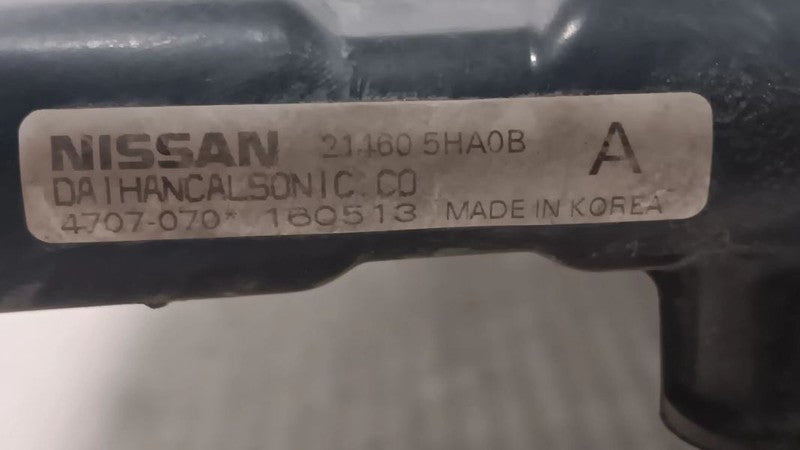 NISSAN 21460 5HA0B A
DAIHANCALSONIC.CO
4707-070* 160513 MADE IN KOREA